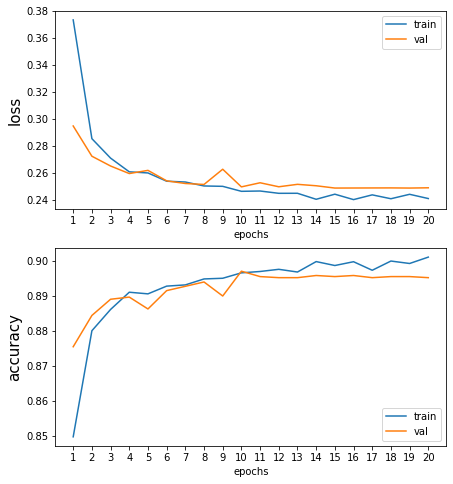 0.38
0.36
0.34
0.32
0.30
0.28
0.26
0.24
loss
train
val
1 2 3 4 5 6 7 8 9 10 11 12 13 14 15 16 17 18 19 20
epochs
0.90
0.89
0.88
0.87
0.86
0.85
accuracy
train
val
1 2 3 4 5 6 7 8 9 10 11 12 13 14 15 16 17 18 19 20
epochs